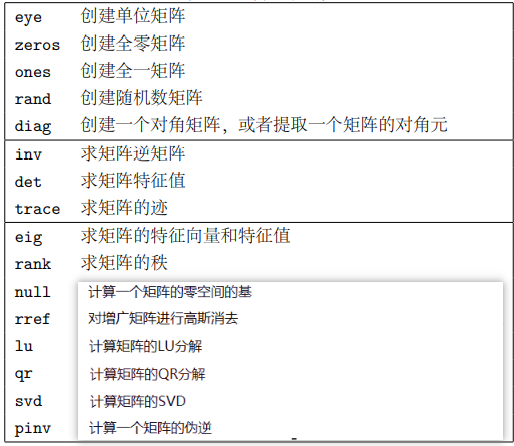 eye 创建单位矩阵
zeros 创建全零矩阵
ones 创建全一矩阵
rand 创建随机数矩阵
diag 创建一个对角矩阵，或者提取一个矩阵的对角元
inv 求矩阵逆矩阵
det 求矩阵特征值
trace 求矩阵的迹
eig 求矩阵的特征向量和特征值
rank 求矩阵的秩
null 计算一个矩阵的零空间的基
rref 对增广矩阵进行高斯消去
lu 计算矩阵的LU分解
qr 计算矩阵的QR分解
svd 计算矩阵的SVD
pinv 计算一个矩阵的伪逆